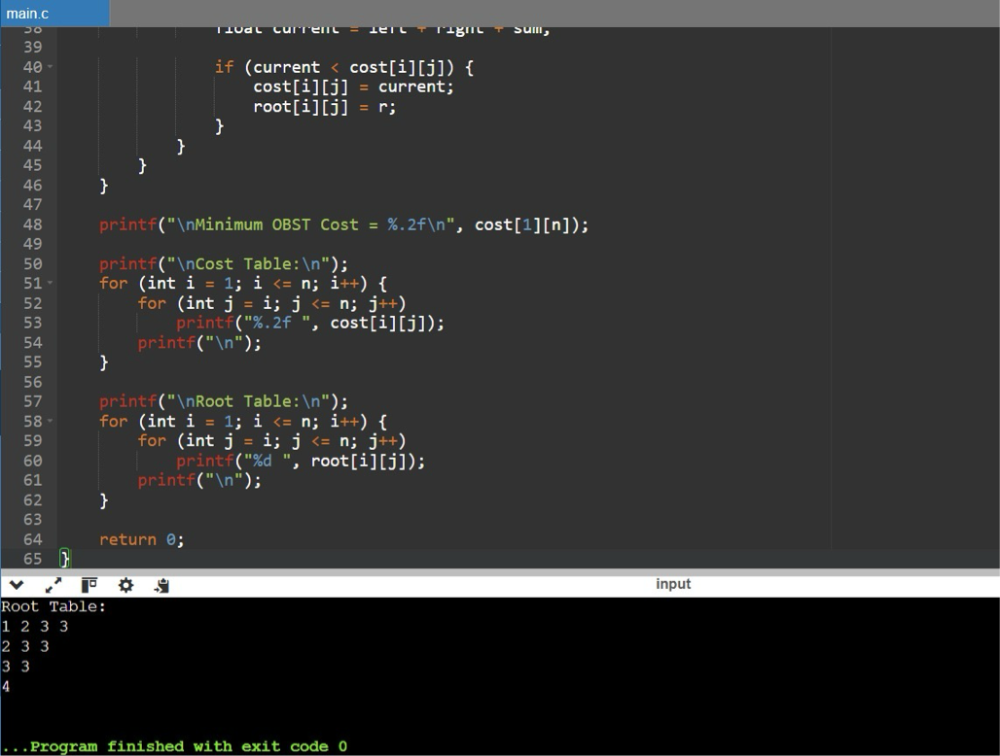 main.c
38 float current = left + right + sum;
39
40 if (current < cost[i][j]) {
41 cost[i][j] = current;
42 root[i][j] = r;
43 }
44 }
45 }
46 }
47
48 printf("\nMinimum OBST Cost = %.2f\n", cost[1][n]);
49
50 printf("\nCost Table:\n");
51 for (int i = 1; i <= n; i++) {
52 for (int j = i; j <= n; j++)
53 printf("%.2f ", cost[i][j]);
54 printf("\n");
55 }
56
57 printf("\nRoot Table:\n");
58 for (int i = 1; i <= n; i++) {
59 for (int j = i; j <= n; j++)
60 printf("%d ", root[i][j]);
61 printf("\n");
62 }
63
64 return 0;
65 }
input
Root Table:
1 2 3 3
2 3 3
3 3
4
...Program finished with exit code 0